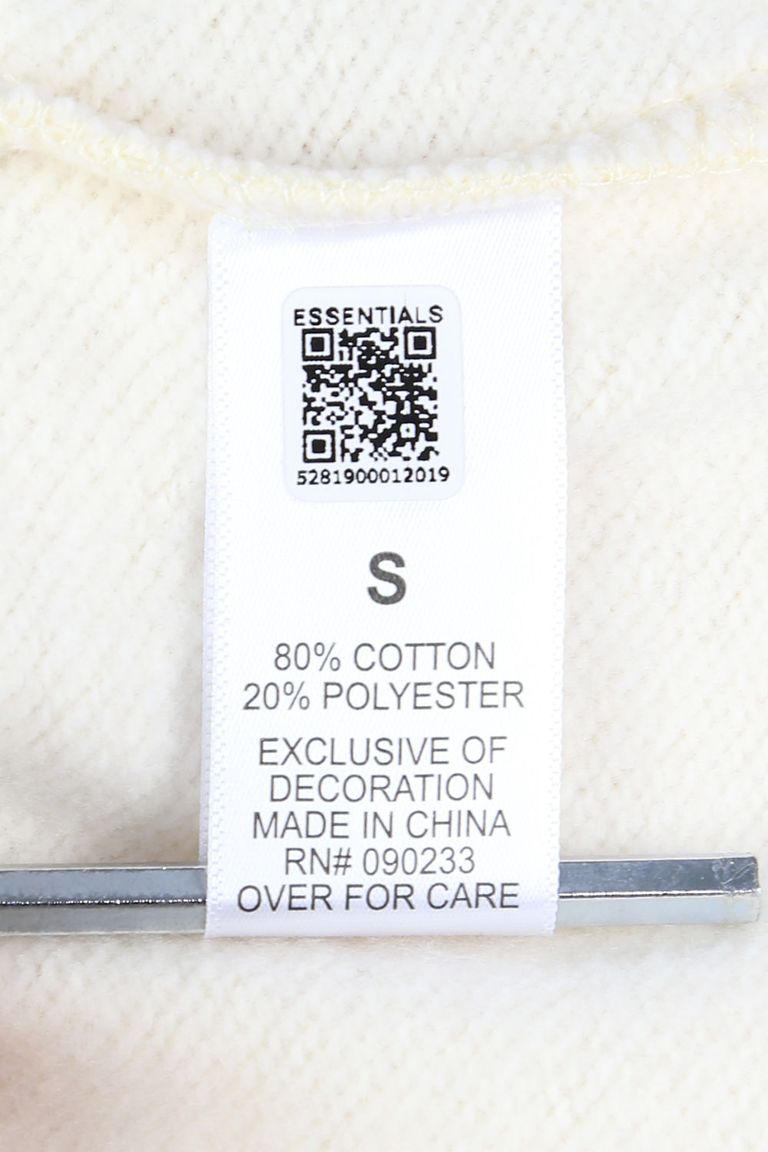 ESSENTIALS
5281900012019
S
80% COTTON
20% POLYESTER
EXCLUSIVE OF
DECORATION
MADE IN CHINA
RN# 090233
OVER FOR CARE